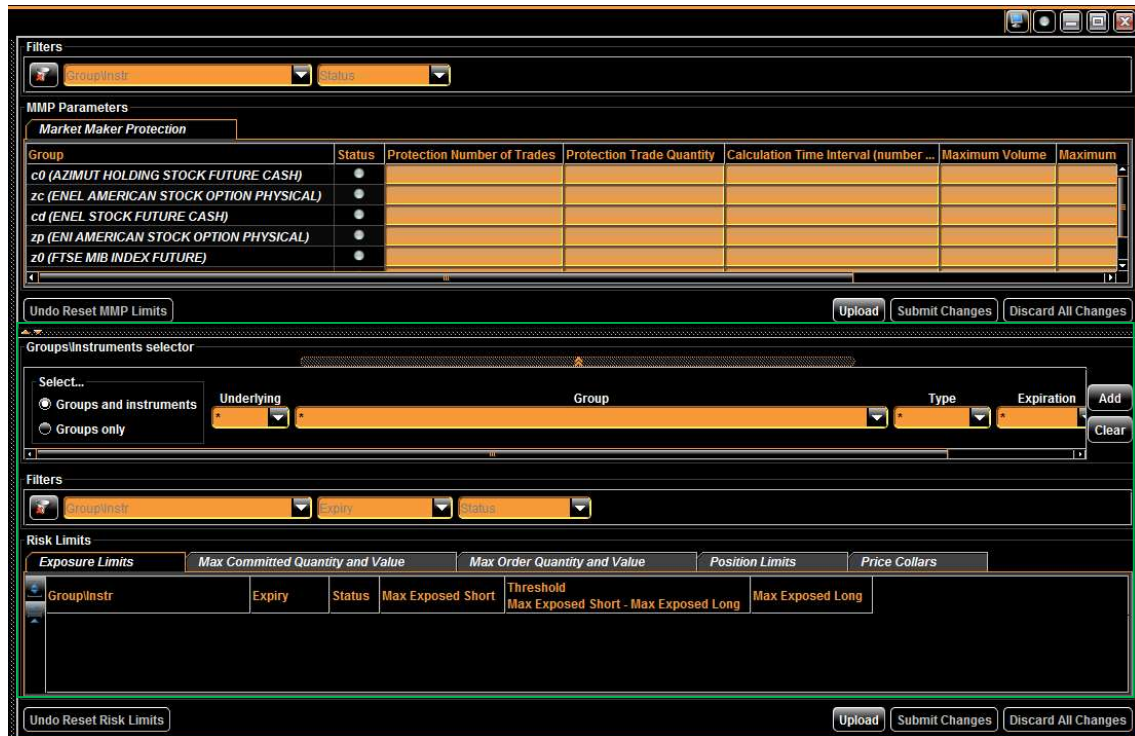 Filters
Group\Instr Status
MMP Parameters
Market Maker Protection
Group Status Protection Number of Trades Protection Trade Quantity Calculation Time Interval (number ... Maximum Volume Maximum
c0 (AZIMUT HOLDING STOCK FUTURE CASH)
zc (ENEL AMERICAN STOCK OPTION PHYSICAL)
cd (ENEL STOCK FUTURE CASH)
zp (ENI AMERICAN STOCK OPTION PHYSICAL)
z0 (FTSE MIB INDEX FUTURE)
Undo Reset MMP Limits Upload Submit Changes Discard All Changes
Groups\Instruments selector
Select...
Groups and instruments
Groups only
Underlying Group Type Expiration
* * * *
Add
Clear
Filters
Group\Instr Expiry Status
Risk Limits
Exposure Limits Max Committed Quantity and Value Max Order Quantity and Value Position Limits Price Collars
Group\Instr Expiry Status Max Exposed Short Threshold
Max Exposed Short - Max Exposed Long Max Exposed Long
Undo Reset Risk Limits Upload Submit Changes Discard All Changes